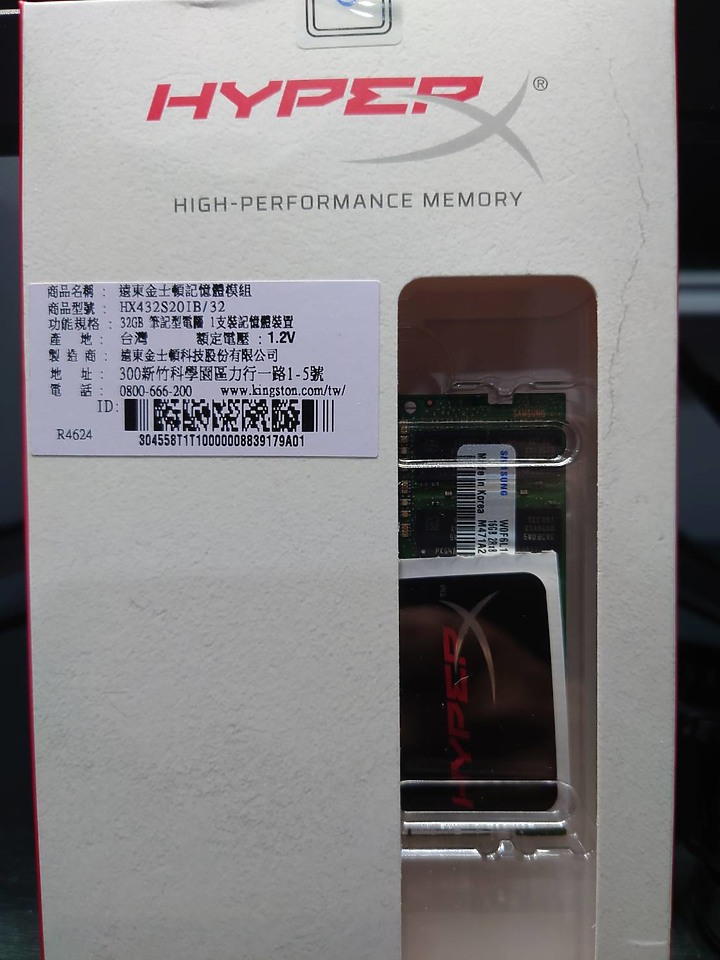 HYPERX®
HIGH-PERFORMANCE MEMORY
商品名稱 : 遠東金士頓記憶體模組
商品型號 : HX432S20IB/32
功能規格 : 32GB 筆記型電腦 1支裝記憶體裝置
產 地 : 台灣 額定電壓 : 1.2V
製 造 商 : 遠東金士頓科技股份有限公司
地 址 : 300新竹科學園區力行一路1-5號
電 話 : 0800-666-200 www.kingston.com/tw/
ID:
R4624
304558T1T10000008839179A01
SAMSUNG
SAMSUNG
Made in Korea
M471A2
16GB 2Rx8
HYPERX™